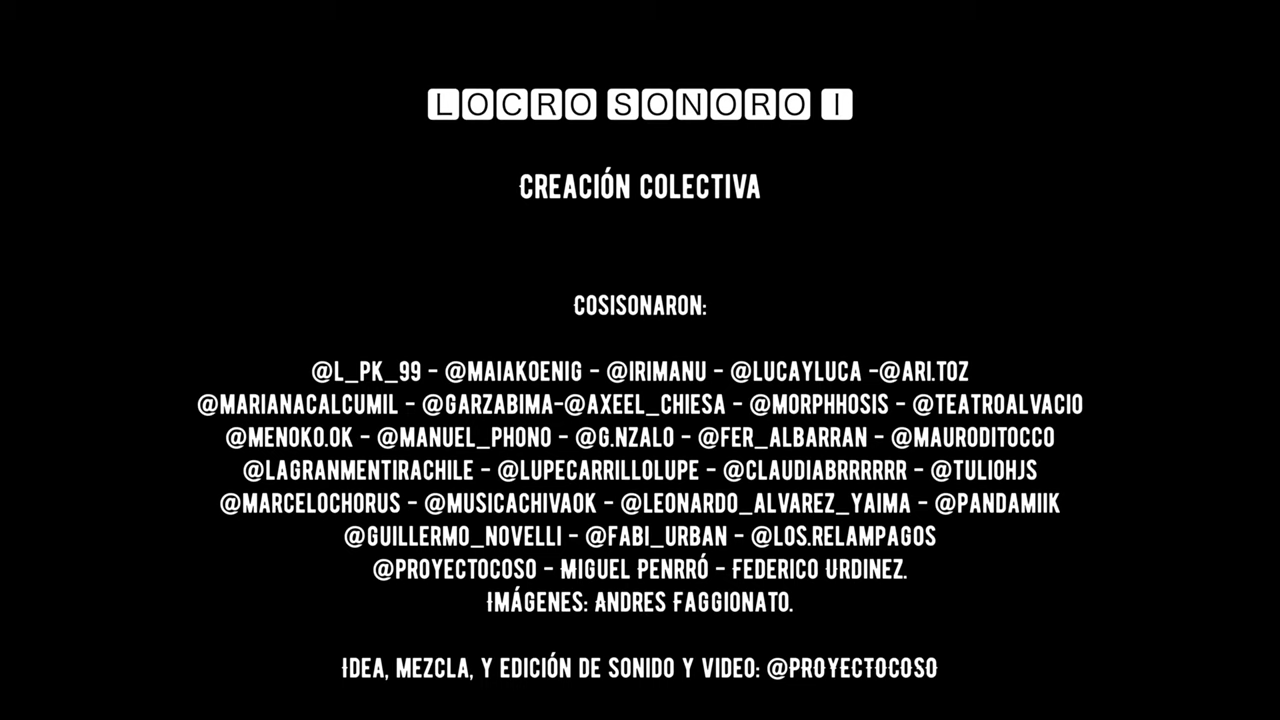 LOCRO SONORO I
CREACIÓN COLECTIVA
COSISONARON:
@L_PK_99 - @MAIAKOENIG - @IRIMANU - @LUCAYLUCA -@ARI.TOZ
@MARIANACALCUMIL - @GARZABIMA-@AXEEL_CHIESA - @MORPHHOSIS - @TEATROALVACIO
@MENOKO.OK - @MANUEL_PHONO - @G.NZALO - @FER_ALBARRAN - @MAURODITOCCO
@LAGRANMENTIRACHILE - @LUPECARRILLOLUPE - @CLAUDIABRRRRRR - @TULIOHJS
@MARCELOCHORUS - @MUSICACHIVAOK - @LEONARDO_ALVAREZ_YAIMA - @PANDAMIIK
@GUILLERMO_NOVELLI - @FABI_URBAN - @LOS.RELAMPAGOS
@PROYECTOCOSO - MIGUEL PENRRÓ - FEDERICO URDINEZ.
IMÁGENES: ANDRES FAGGIONATO.
IDEA, MEZCLA, Y EDICIÓN DE SONIDO Y VIDEO: @PROYECTOCOSO